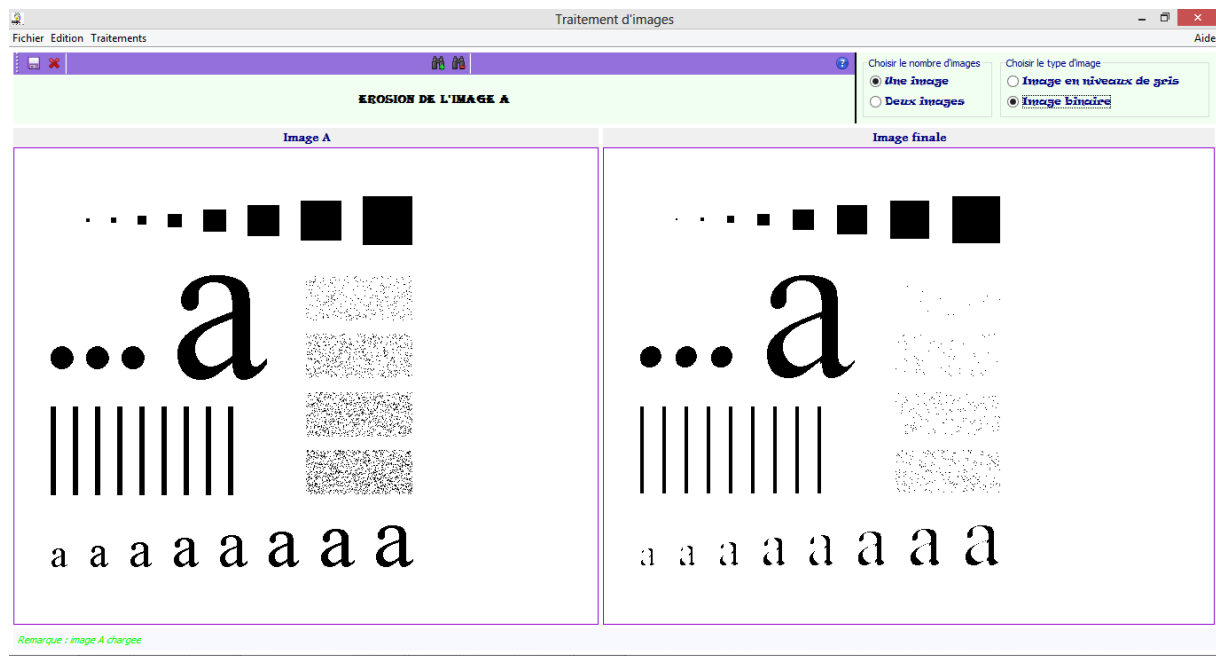 Traitement d'images
Fichier Edition Traitements Aide
Choisir le nombre d'images
Une image
Deux images
Choisir le type d'image
Image en niveaux de gris
Image binaire
EROSION DE L'IMAGE A
Image A
Image finale
a
a a a a a a a a
a
a a a a a a a a
Remarque : image A chargee